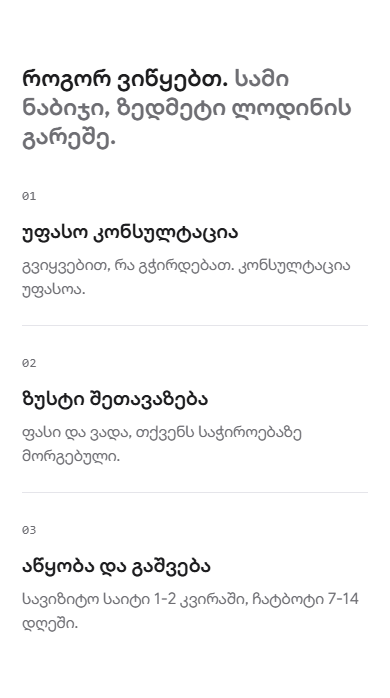 როგორ ვიწყებთ. სამი
ნაბიჯი, ზედმეტი ლოდინის
გარეშე.
01
უფასო კონსულტაცია
გვიყვებით, რა გჭირდებათ. კონსულტაცია
უფასოა.
02
ზუსტი შეთავაზება
ფასი და ვადა, თქვენს საჭიროებაზე
მორგებული.
03
აწყობა და გაშვება
სავიზიტო საიტი 1-2 კვირაში, ჩატბოტი 7-14
დღეში.